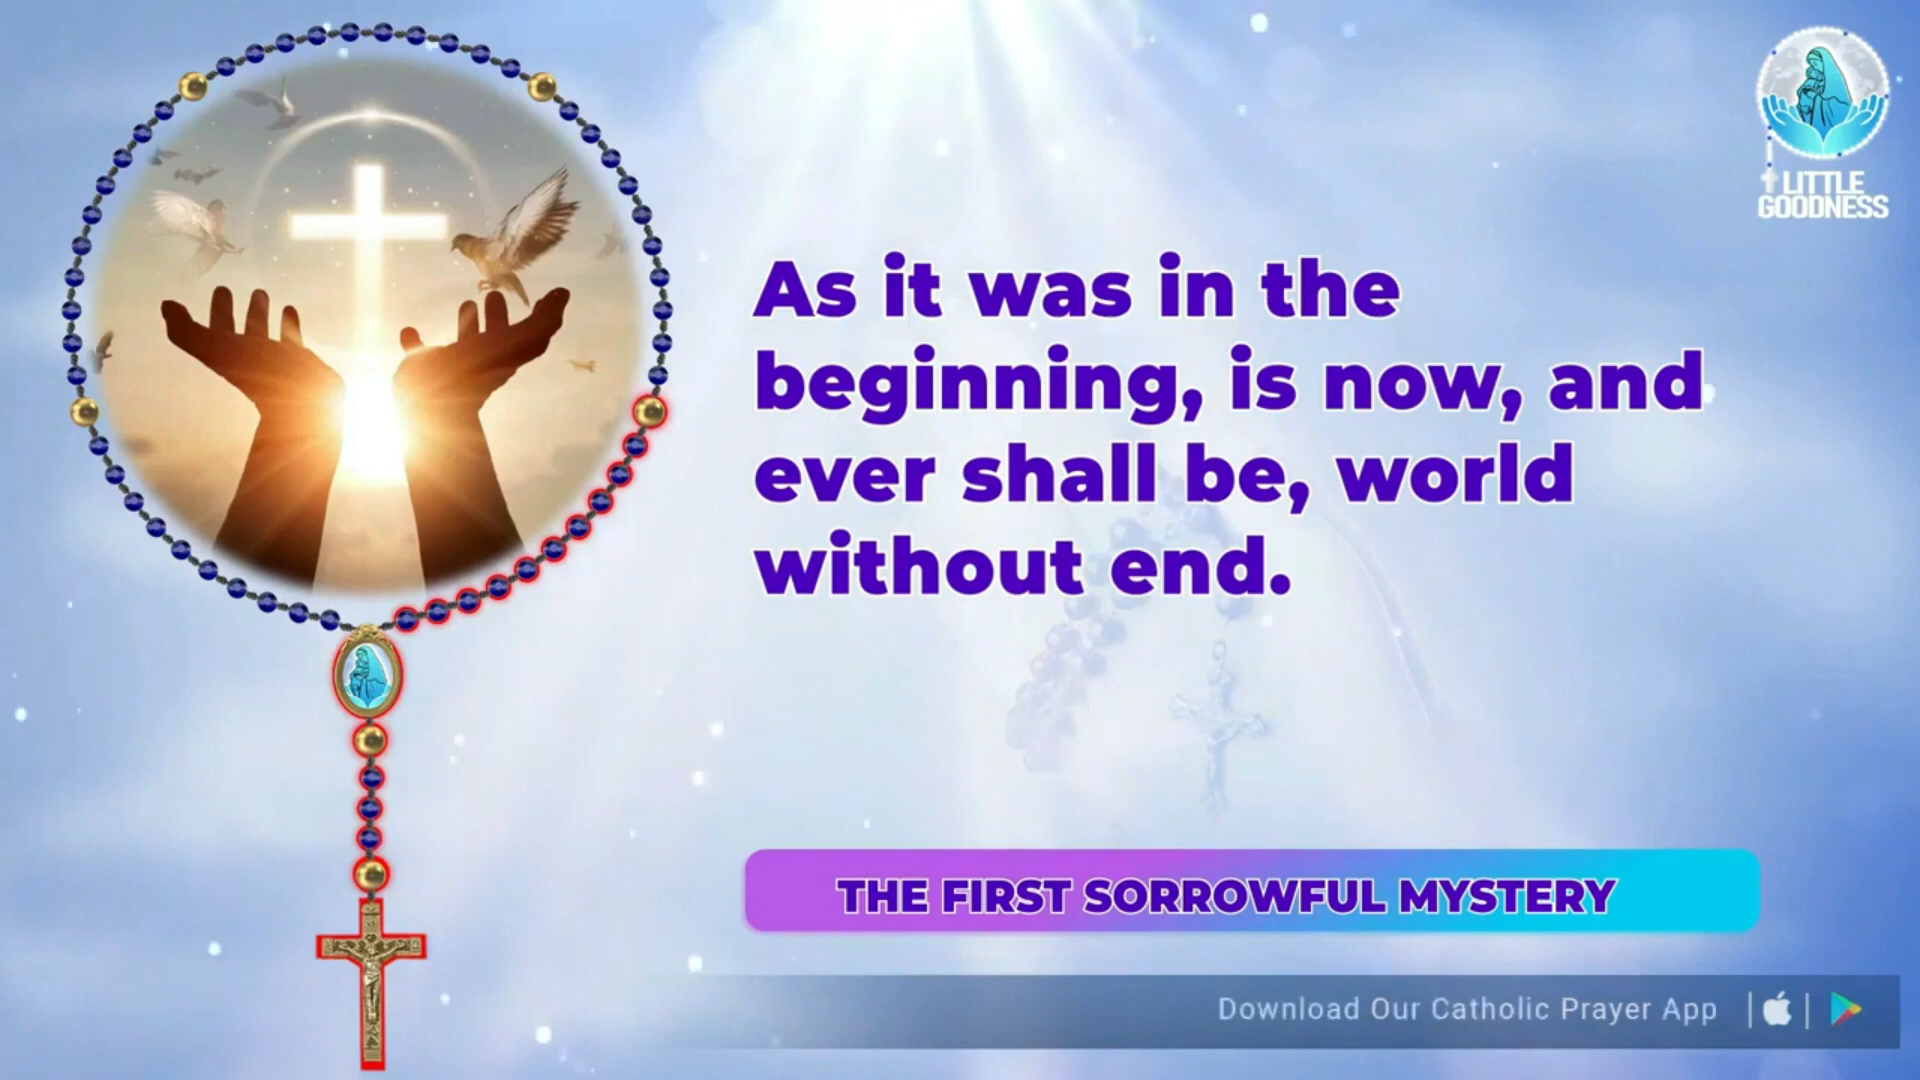 LITTLE
GOODNESS
As it was in the
beginning, is now, and
ever shall be, world
without end.
THE FIRST SORROWFUL MYSTERY
Download Our Catholic Prayer App